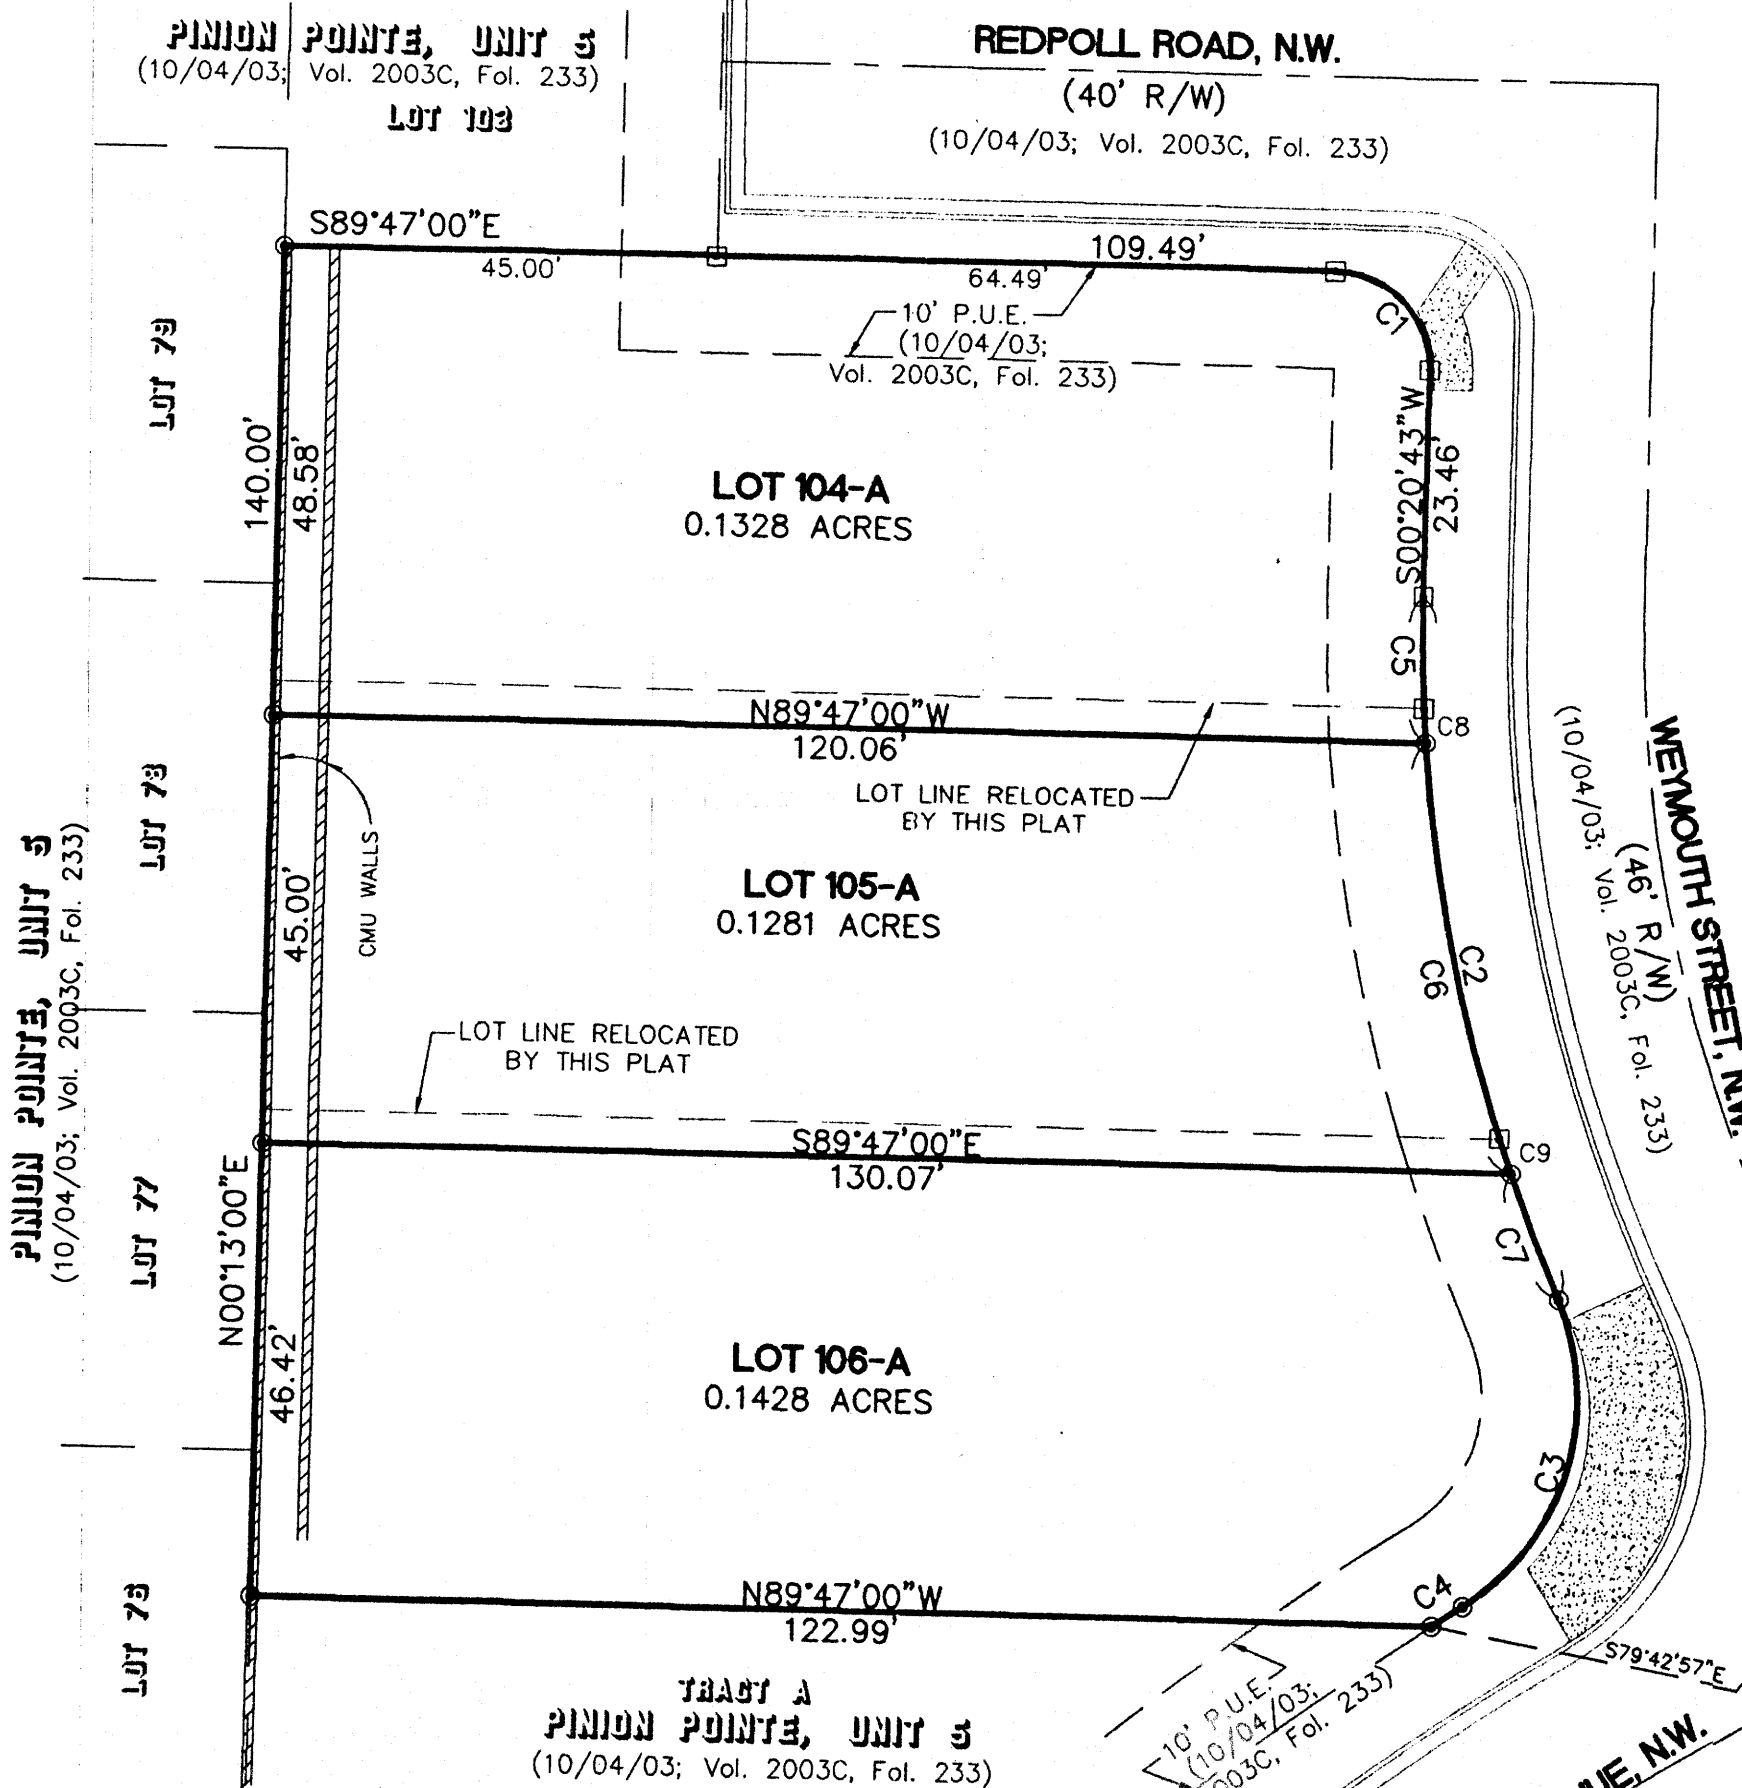 PINION POINTE, UNIT 5
(10/04/03; Vol. 2003C, Fol. 233)
LOT 103
REDPOLL ROAD, N.W.
(40' R/W)
(10/04/03; Vol. 2003C, Fol. 233)
S89°47'00"E
109.49'
45.00'
64.49'
10' P.U.E.
(10/04/03;
Vol. 2003C, Fol. 233)
C1
LOT 79
140.00'
48.58'
LOT 104-A
0.1328 ACRES
S00°20'43"W
23.46'
C5
N89°47'00"W
120.06'
C8
LOT LINE RELOCATED
BY THIS PLAT
LOT 78
CMU WALLS
45.00'
LOT 105-A
0.1281 ACRES
C2
C6
WEYMOUTH STREET, N.W.
(46' R/W)
(10/04/03; Vol. 2003C, Fol. 233)
PINION POINTE, UNIT 5
(10/04/03; Vol. 2003C, Fol. 233)
LOT LINE RELOCATED
BY THIS PLAT
S89°47'00"E
130.07'
C9
LOT 77
N00°13'00"E
46.42'
C7
LOT 106-A
0.1428 ACRES
C3
LOT 76
N89°47'00"W
122.99'
C4
S79°42'57"E
TRACT A
PINION POINTE, UNIT 5
(10/04/03; Vol. 2003C, Fol. 233)
10' P.U.E.
(10/04/03;
003C, Fol. 233)
UE, N.W.